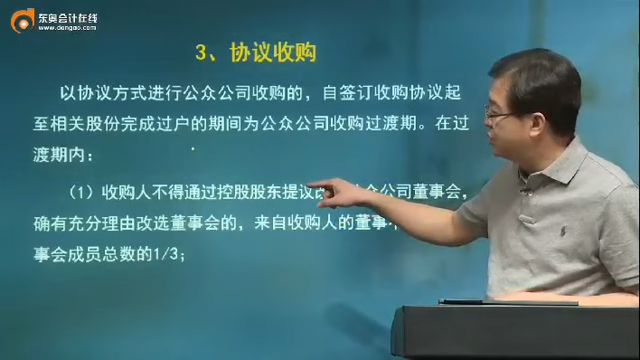 东奥会计在线
www.dongao.com
3、协议收购
以协议方式进行公众公司收购的，自签订收购协议起
至相关股份完成过户的期间为公众公司收购过渡期。在过
渡期内：
（1）收购人不得通过控股股东提议改 公司董事会，
确有充分理由改选董事会的，来自收购人的董事
事会成员总数的1/3；